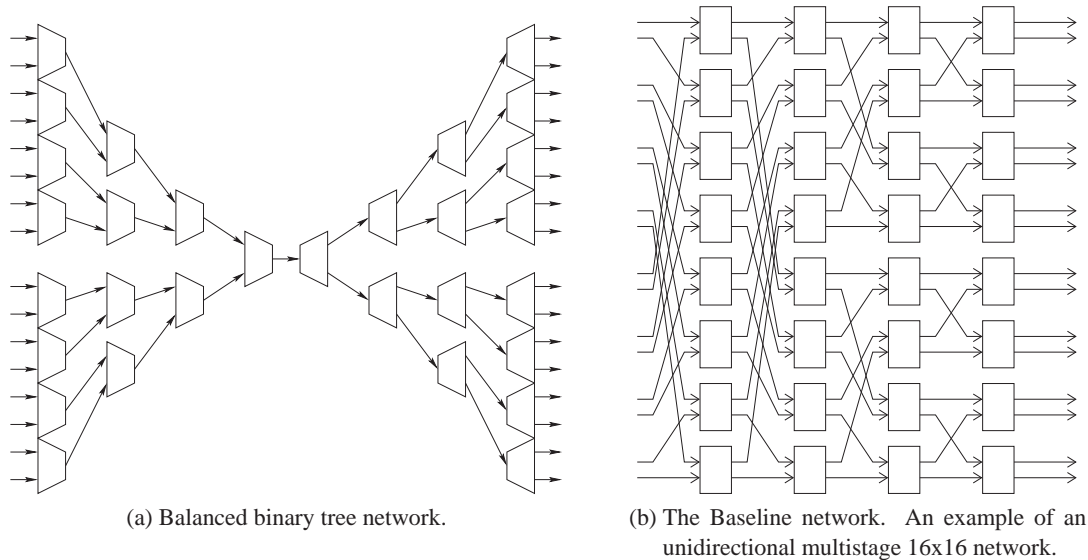 (a) Balanced binary tree network.
(b) The Baseline network. An example of an
unidirectional multistage 16x16 network.